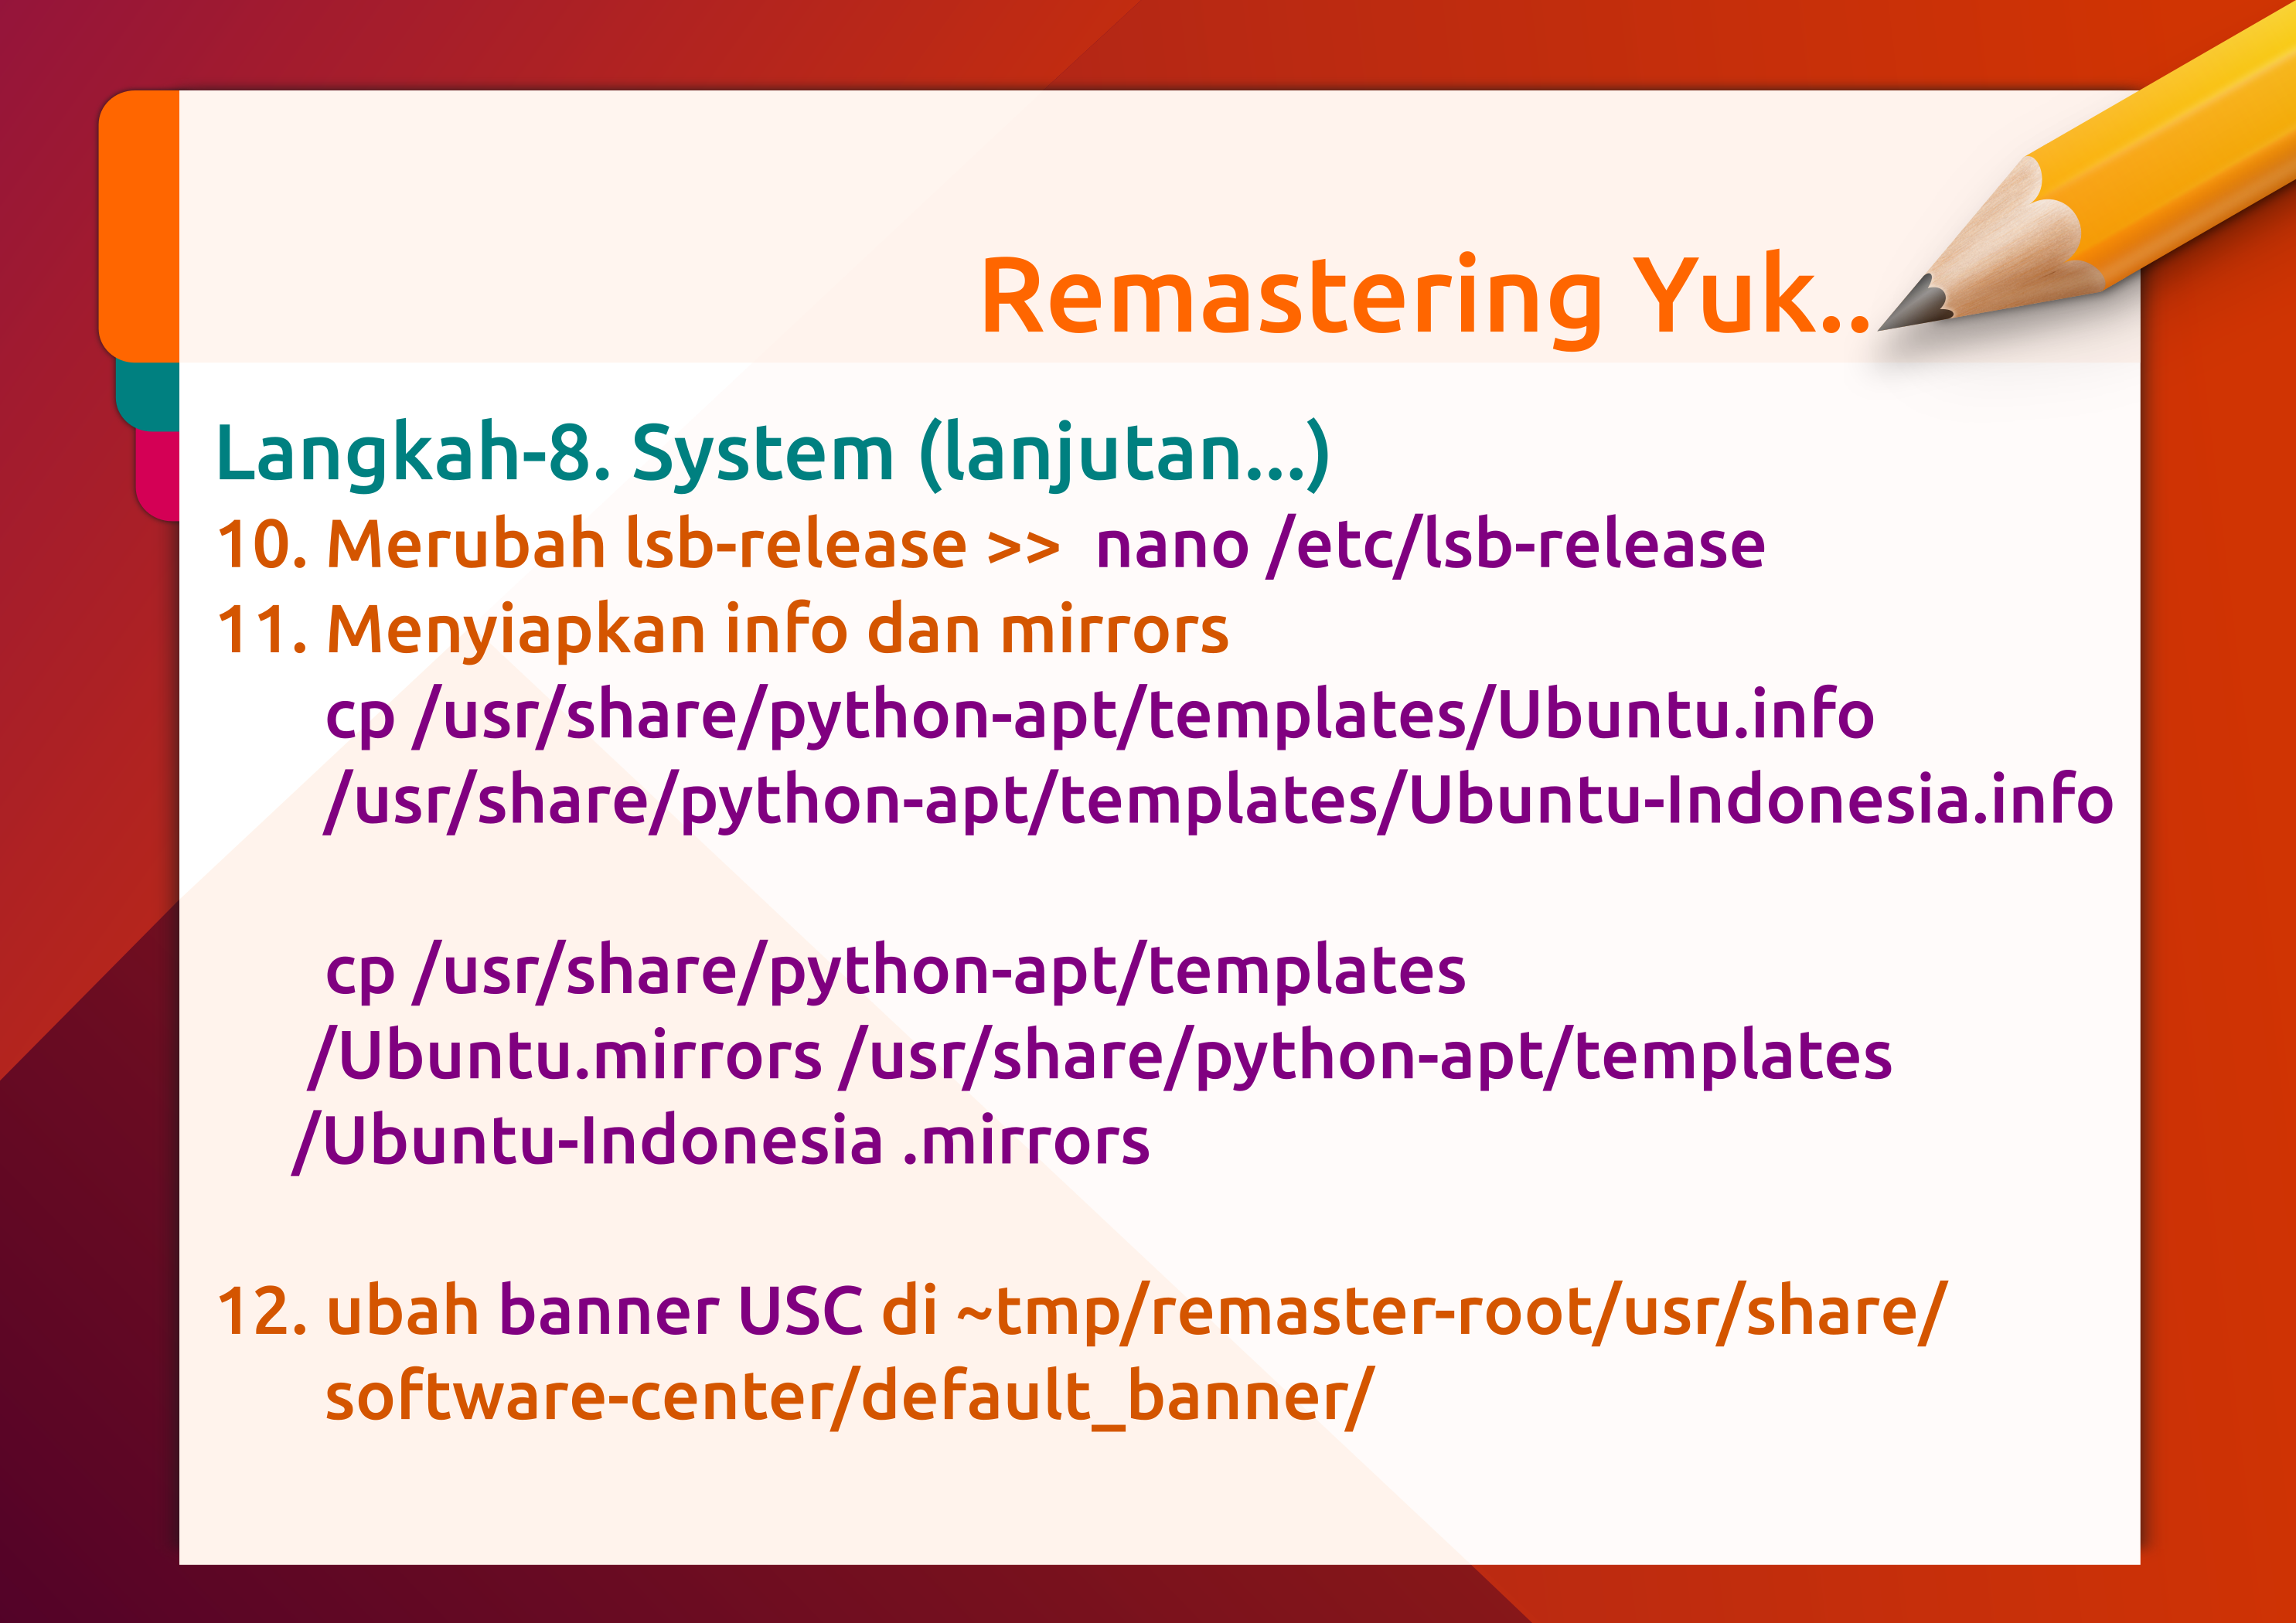 Remastering Yuk..
Langkah-8. System (lanjutan...)
10. Merubah lsb-release >> nano /etc/lsb-release
11. Menyiapkan info dan mirrors
cp /usr/share/python-apt/templates/Ubuntu.info
/usr/share/python-apt/templates/Ubuntu-Indonesia.info
cp /usr/share/python-apt/templates
/Ubuntu.mirrors /usr/share/python-apt/templates
/Ubuntu-Indonesia .mirrors
12. ubah banner USC di ~tmp/remaster-root/usr/share/
software-center/default_banner/